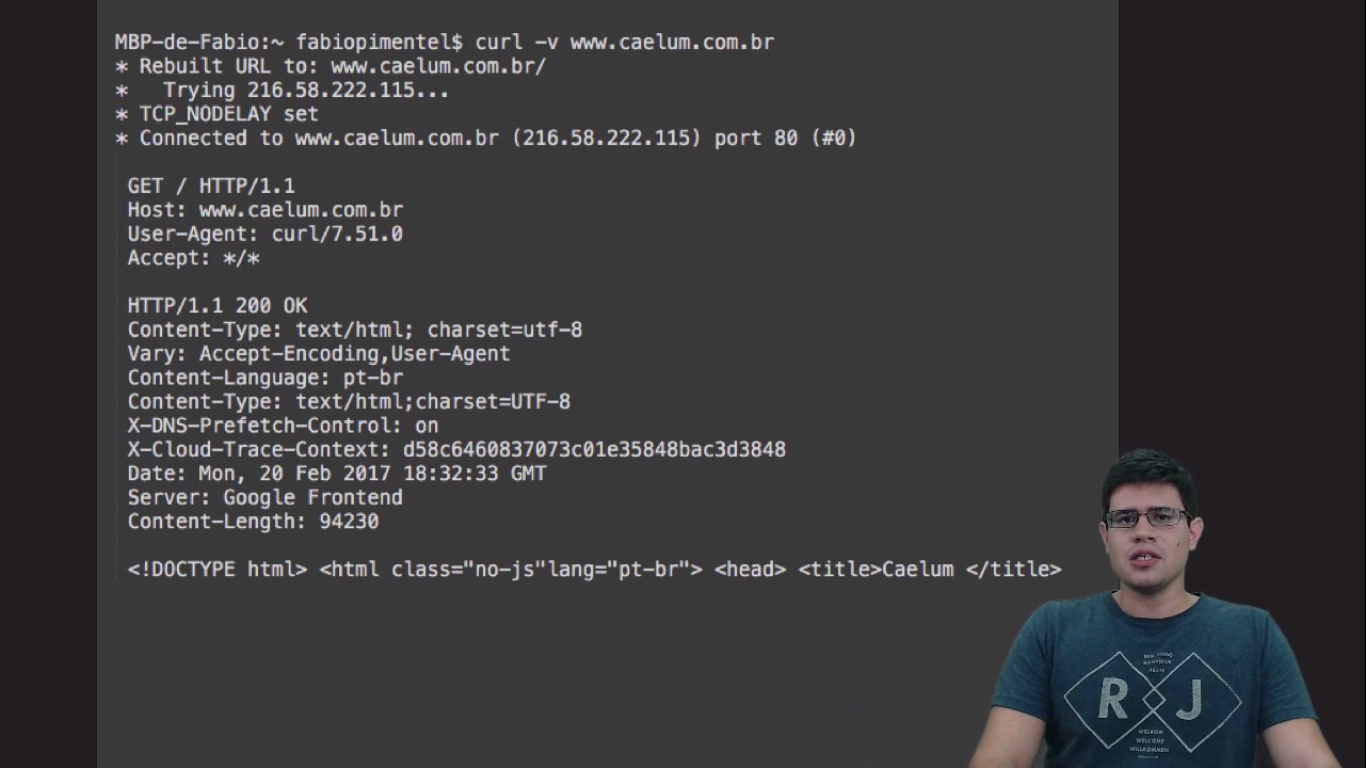 MBP-de-Fabio:~ fabiopimentel$ curl -v www.caelum.com.br
* Rebuilt URL to: www.caelum.com.br/
*   Trying 216.58.222.115...
* TCP_NODELAY set
* Connected to www.caelum.com.br (216.58.222.115) port 80 (#0)
GET / HTTP/1.1
Host: www.caelum.com.br
User-Agent: curl/7.51.0
Accept: */*
HTTP/1.1 200 OK
Content-Type: text/html; charset=utf-8
Vary: Accept-Encoding,User-Agent
Content-Language: pt-br
Content-Type: text/html;charset=UTF-8
X-DNS-Prefetch-Control: on
X-Cloud-Trace-Context: d58c6460837073c01e35848bac3d3848
Date: Mon, 20 Feb 2017 18:32:33 GMT
Server: Google Frontend
Content-Length: 94230
<!DOCTYPE html> <html class="no-js"lang="pt-br"> <head> <title>Caelum </title>
R J
WELKOM
WELCOME
WILLKOMMEN